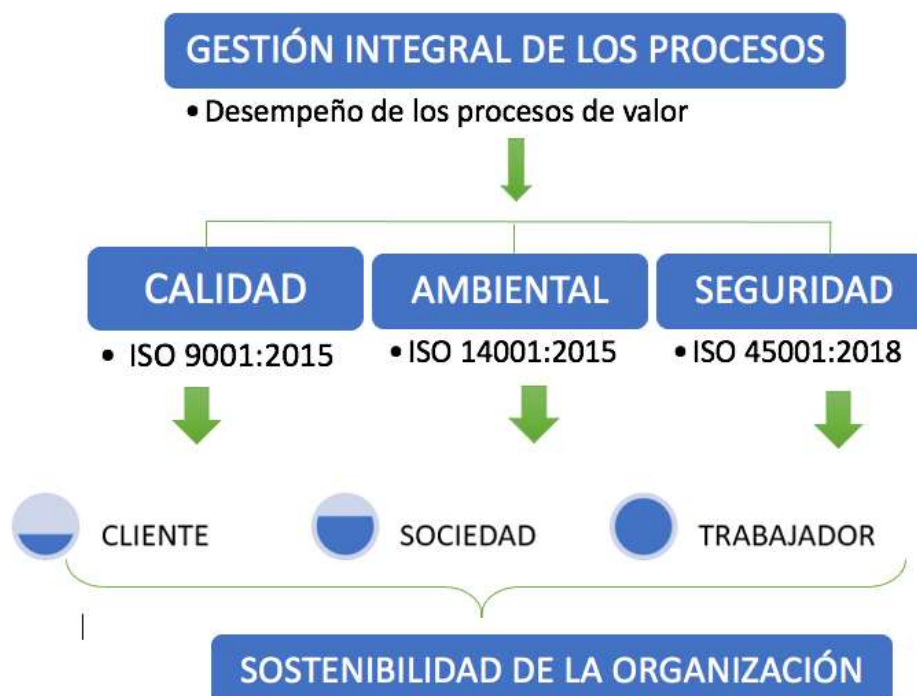 GESTIÓN INTEGRAL DE LOS PROCESOS
• Desempeño de los procesos de valor
CALIDAD
AMBIENTAL
SEGURIDAD
• ISO 9001:2015
• ISO 14001:2015
• ISO 45001:2018
CLIENTE
SOCIEDAD
TRABAJADOR
SOSTENIBILIDAD DE LA ORGANIZACIÓN